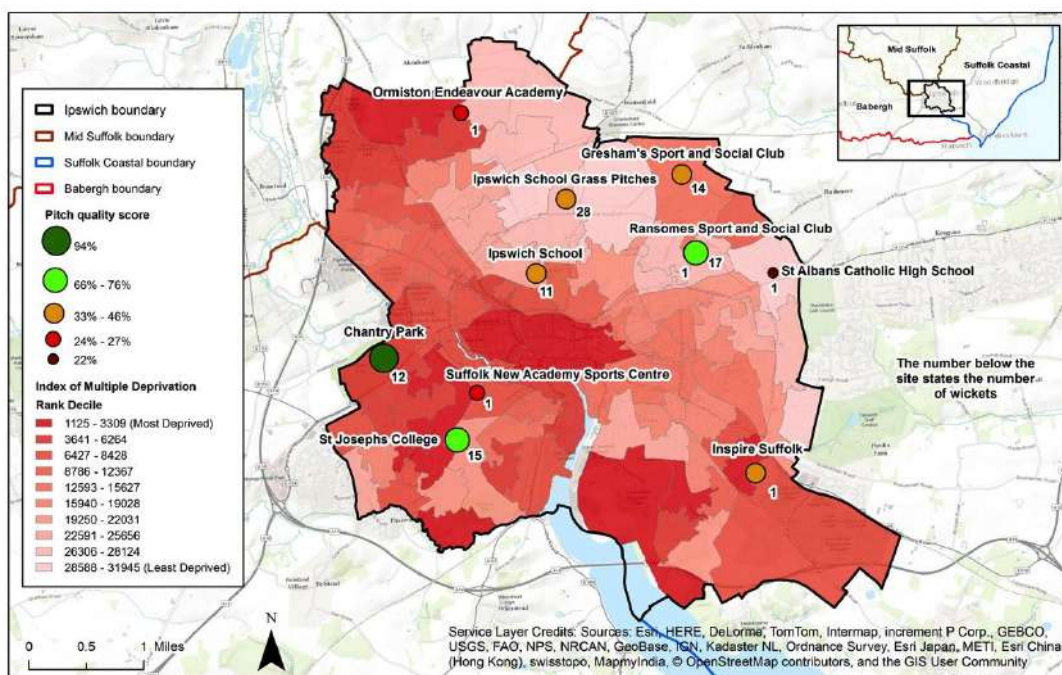 Ipswich boundary
Mid Suffolk boundary
Suffolk Coastal boundary
Babergh boundary
Pitch quality score
94%
66% - 76%
33% - 46%
24% - 27%
22%
Index of Multiple Deprivation
Rank Decile
1125 - 3309 (Most Deprived)
3641 - 6264
6427 - 8428
8786 - 12367
12593 - 15627
15940 - 19028
19250 - 22031
22591 - 25656
26306 - 28124
28588 - 31945 (Least Deprived)
0 0.5 1 Miles
N
Ormiston Endeavour Academy
1
Gresham's Sport and Social Club
14
Ipswich School Grass Pitches
28
Ransomes Sport and Social Club
1 17
Ipswich School
11
St Albans Catholic High School
1
Chantry Park
12
Suffolk New Academy Sports Centre
1
St Josephs College
15
Inspire Suffolk
1
The number below the
site states the number
of wickets
Mid Suffolk
Suffolk Coastal
Babergh
Service Layer Credits: Sources: Esri, HERE, DeLorme, TomTom, Intermap, increment P Corp., GEBCO,
USGS, FAO, NPS, NRCAN, GeoBase, IGN, Kadaster NL, Ordnance Survey, Esri Japan, METI, Esri China
(Hong Kong), swisstopo, MapmyIndia, © OpenStreetMap contributors, and the GIS User Community